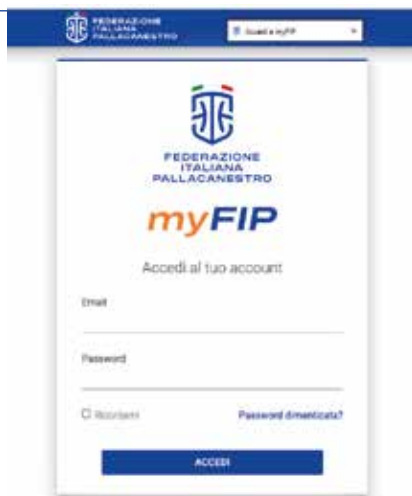 FEDERAZIONE
ITALIANA
PALLACANESTRO
FEDERAZIONE
ITALIANA
PALLACANESTRO
myFIP
Accedi al tuo account
Email
Password
Ricordami
Password dimenticata?
ACCEDI